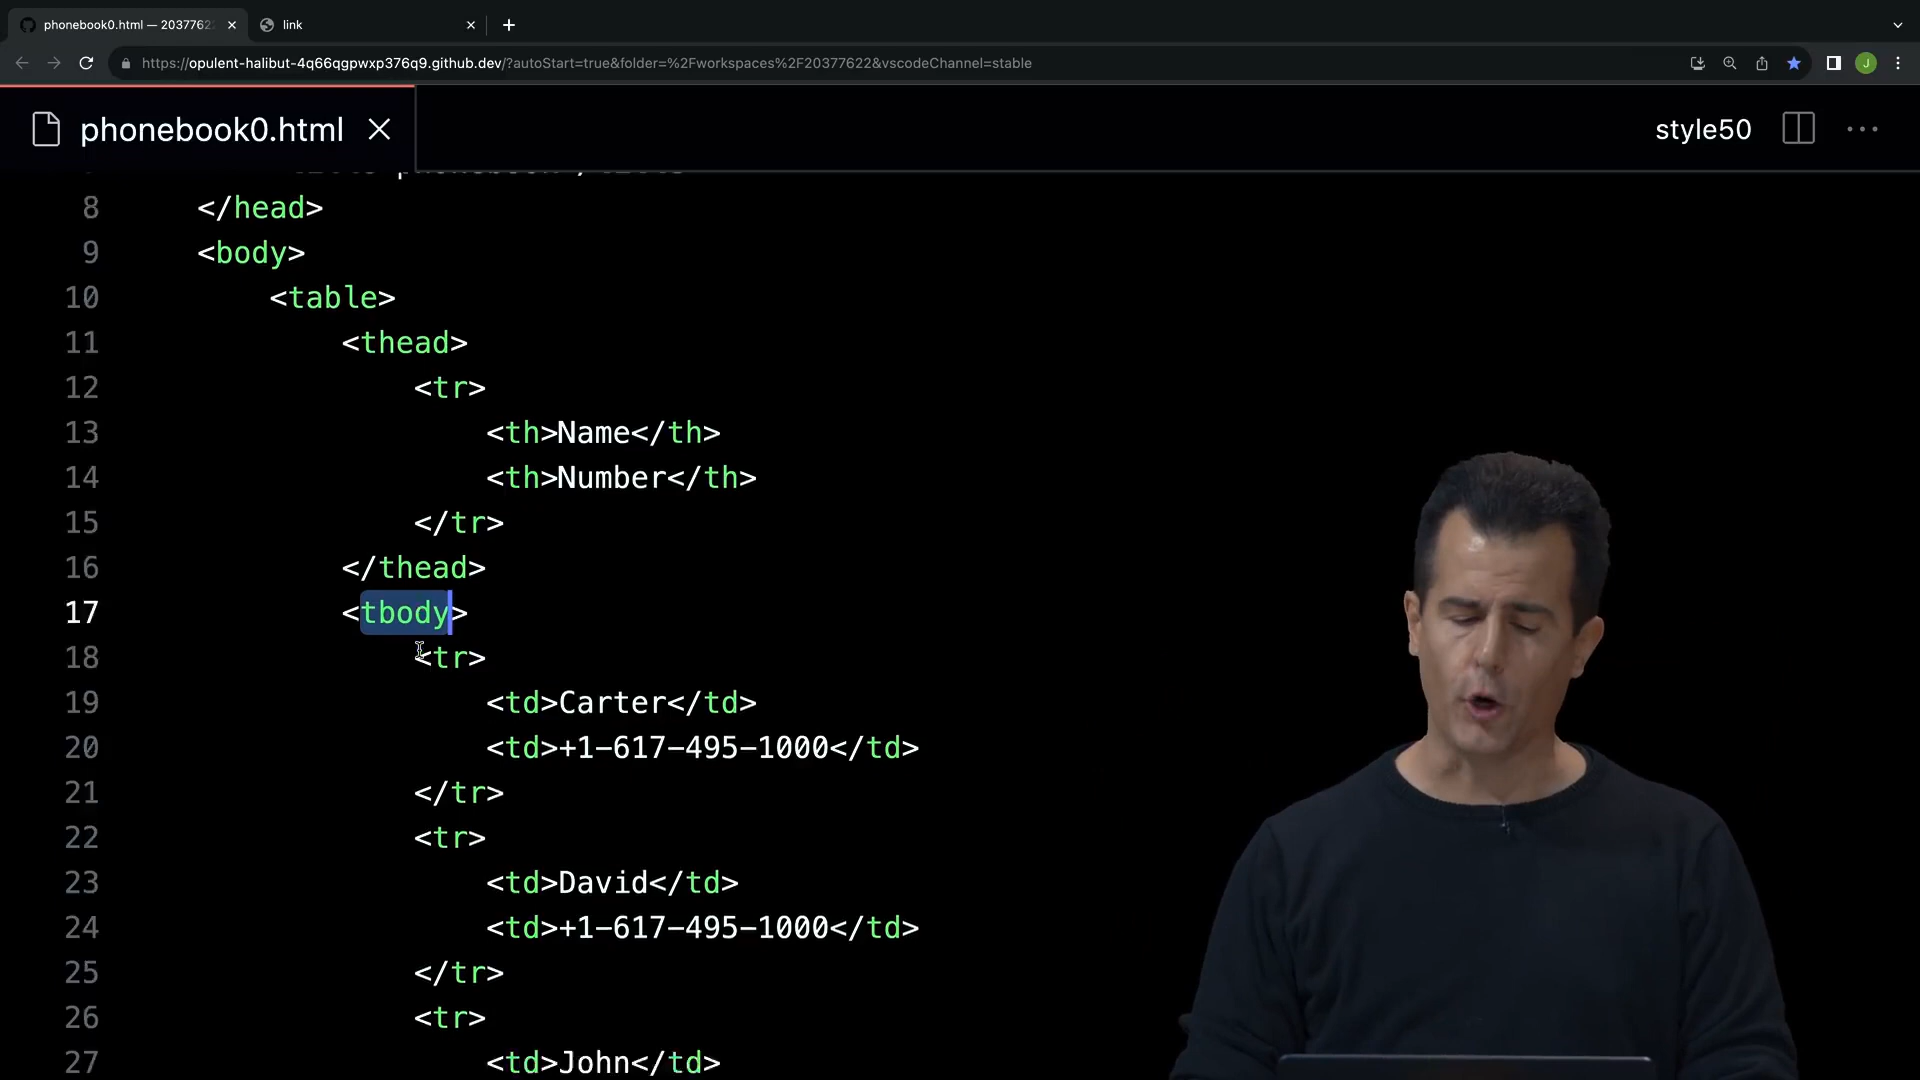 phonebook0.html — 2037762
link
https://opulent-halibut-4q66qgpwxp376q9.github.dev/?autoStart=true&folder=%2Fworkspaces%2F20377622&vscodeChannel=stable
J
phonebook0.html
style50
8 </head>
9 <body>
10 <table>
11 <thead>
12 <tr>
13 <th>Name</th>
14 <th>Number</th>
15 </tr>
16 </thead>
17 <tbody>
18 <tr>
19 <td>Carter</td>
20 <td>+1-617-495-1000</td>
21 </tr>
22 <tr>
23 <td>David</td>
24 <td>+1-617-495-1000</td>
25 </tr>
26 <tr>
27 <td>John</td>